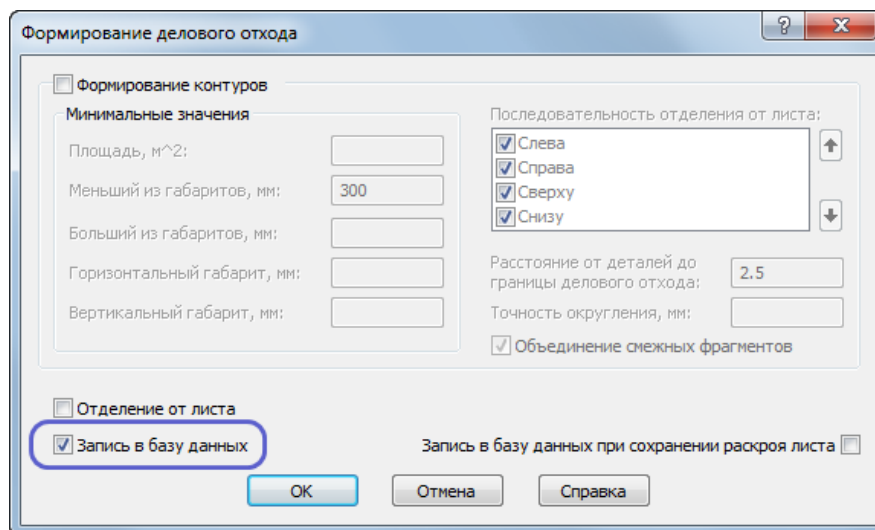 Формирование делового отхода
Формирование контуров
Минимальные значения
Площадь, м^2:
Меньший из габаритов, мм:
300
Больший из габаритов, мм:
Горизонтальный габарит, мм:
Вертикальный габарит, мм:
Последовательность отделения от листа:
Слева
Справа
Сверху
Снизу
Расстояние от деталей до
границы делового отхода:
2.5
Точность округления, мм:
Объединение смежных фрагментов
Отделение от листа
Запись в базу данных
Запись в базу данных при сохранении раскроя листа
ОК
Отмена
Справка